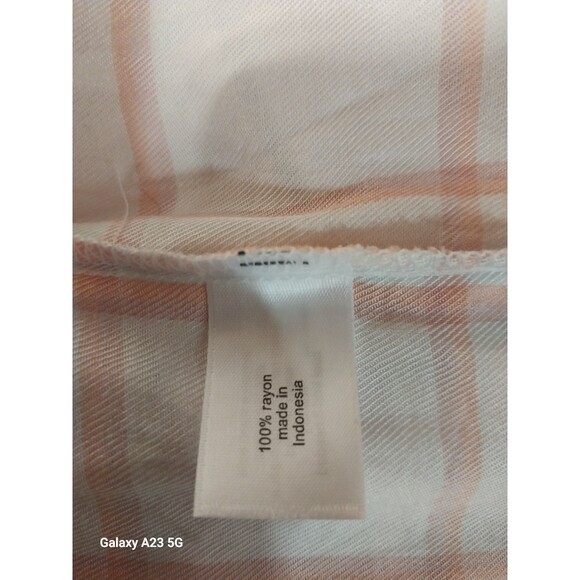 100% rayon
made in
Indonesia
Galaxy A23 5G